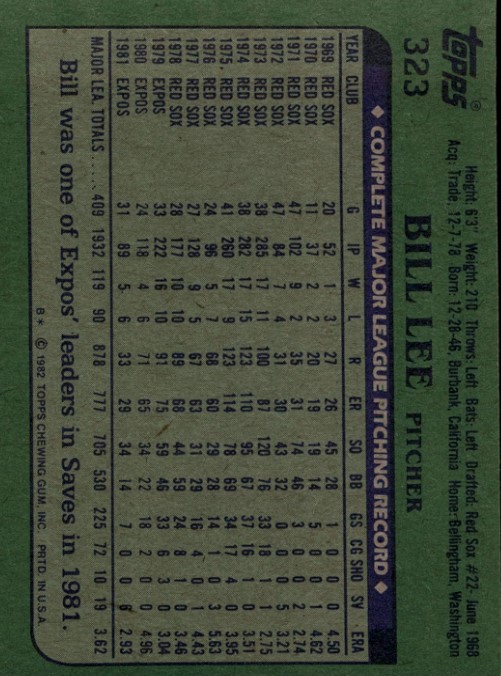 topps®
323
Height: 6'3" Weight: 210 Throws: Left Bats: Left Drafted: Red Sox #22- June 1968
Acq: Trade, 12-7-78 Born: 12-28-46, Burbank, California Home: Bellingham, Washington
BILL LEE PITCHER
◆ COMPLETE MAJOR LEAGUE PITCHING RECORD ◆
YEAR CLUB G IP W L R ER SO BB GS CG SHO SV ERA
1969 RED SOX 20 52 1 3 27 26 45 28 1 0 0 0 4.50
1970 RED SOX 11 37 2 2 20 19 19 14 5 0 0 1 4.62
1971 RED SOX 47 102 9 2 35 31 74 46 3 0 0 2 2.74
1972 RED SOX 47 84 7 4 31 30 43 32 0 0 0 5 3.21
1973 RED SOX 38 285 17 11 100 87 120 76 33 18 1 1 2.75
1974 RED SOX 38 282 17 15 123 110 95 67 37 16 1 0 3.51
1975 RED SOX 41 260 17 9 123 114 78 69 34 17 4 0 3.95
1976 RED SOX 24 96 5 7 68 60 29 28 14 1 0 3 5.63
1977 RED SOX 27 128 9 5 67 63 31 29 16 4 0 1 4.43
1978 RED SOX 28 177 10 10 89 68 44 59 24 8 1 0 3.46
1979 EXPOS 33 222 16 10 91 75 59 46 33 6 3 0 3.04
1980 EXPOS 24 118 4 6 71 65 34 22 18 2 0 0 4.96
1981 EXPOS 31 89 5 6 33 29 34 14 7 0 0 6 2.93
MAJOR LEA. TOTALS..... 409 1932 119 90 878 777 705 530 225 72 10 19 3.62
Bill was one of Expos' leaders in Saves in 1981.
B* © 1982 TOPPS CHEWING GUM, INC. PRTD. IN U.S.A.